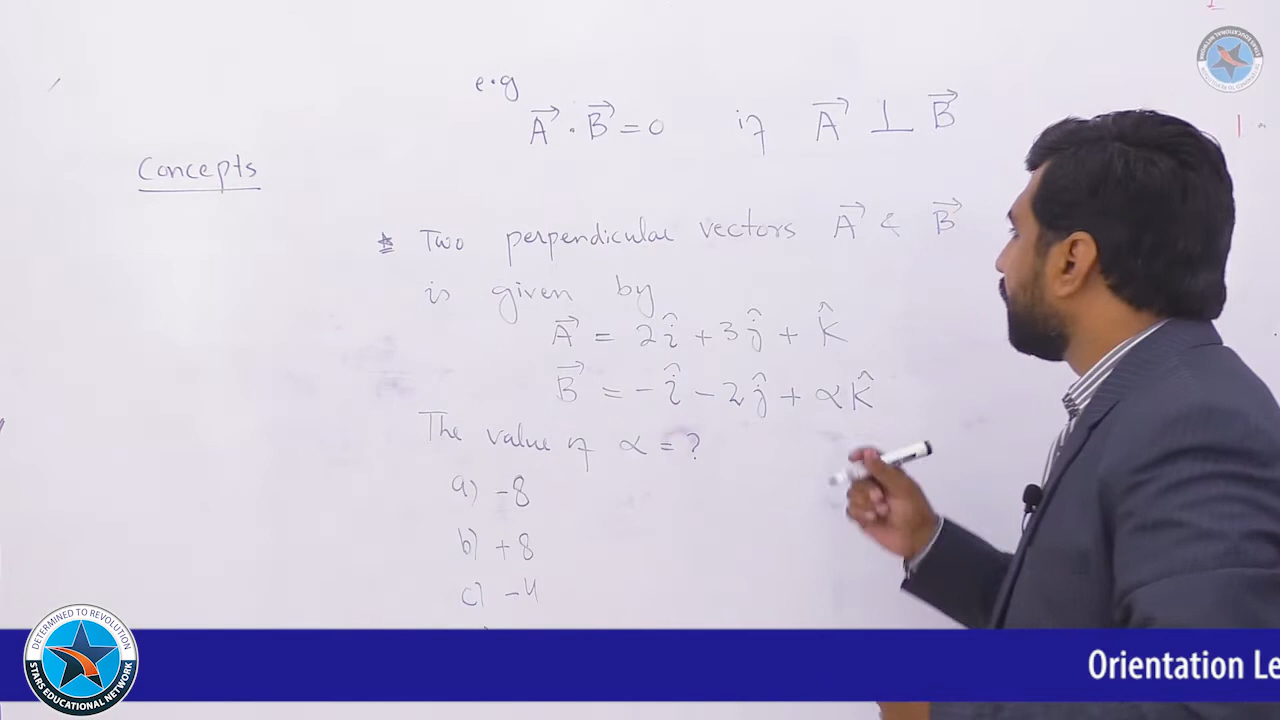 e.g
A⃗ · B⃗ = 0 if A⃗ ⊥ B⃗
Concepts
* Two perpendicular vectors A⃗ & B⃗
is given by
A⃗ = 2î + 3ĵ + k̂
B⃗ = -î - 2ĵ + αk̂
The value of α = ?
a) -8
b) +8
c) -4
DETERMINED TO REVOLUTION
STARS EDUCATIONAL NETWORK
Orientation Le